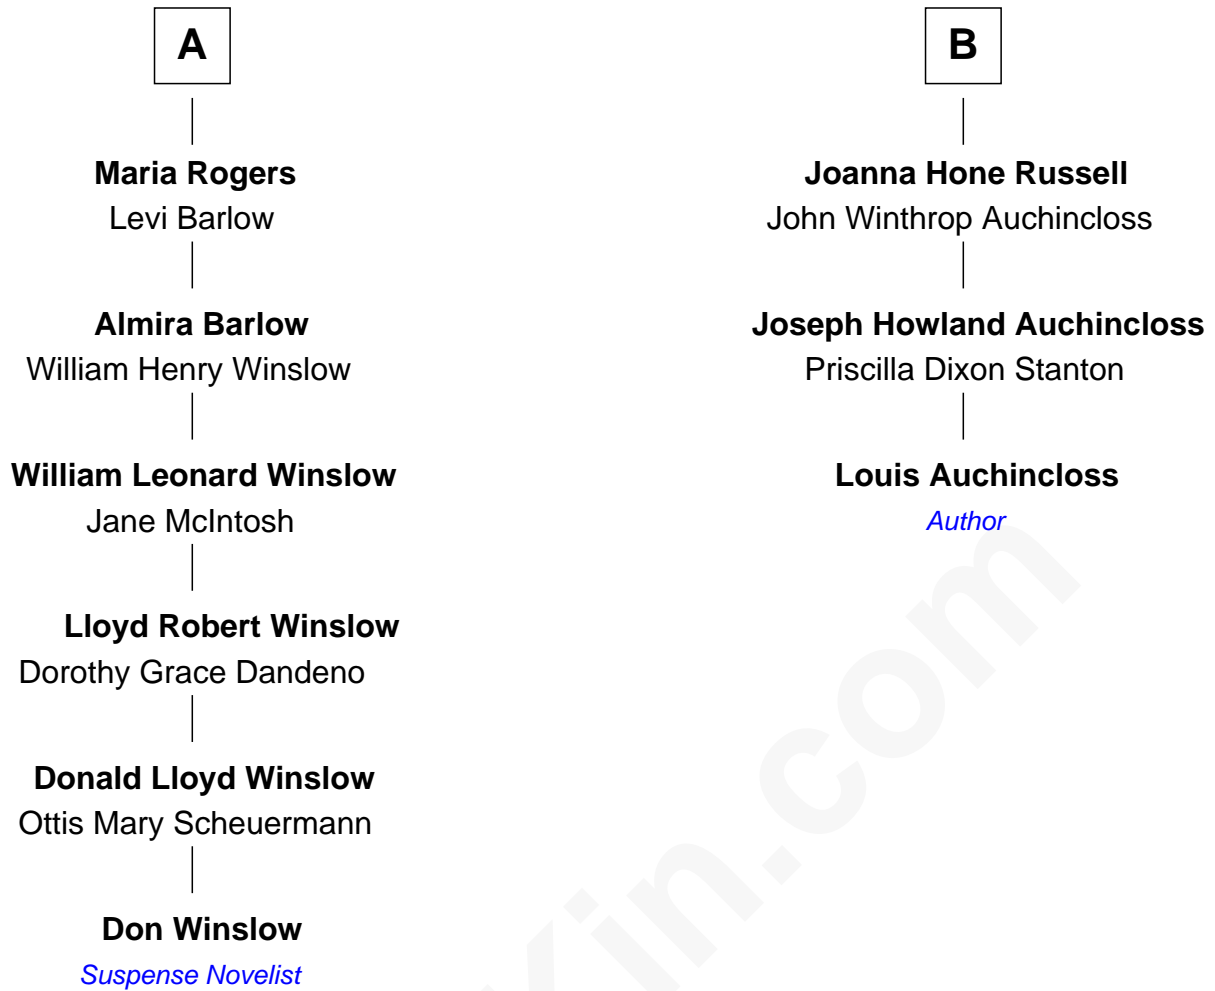 A
Maria Rogers
Levi Barlow
Almira Barlow
William Henry Winslow
William Leonard Winslow
Jane McIntosh
Lloyd Robert Winslow
Dorothy Grace Dandeno
Donald Lloyd Winslow
Ottis Mary Scheuermann
Don Winslow
Suspense Novelist
B
Joanna Hone Russell
John Winthrop Auchincloss
Joseph Howland Auchincloss
Priscilla Dixon Stanton
Louis Auchincloss
Author
Kin.com